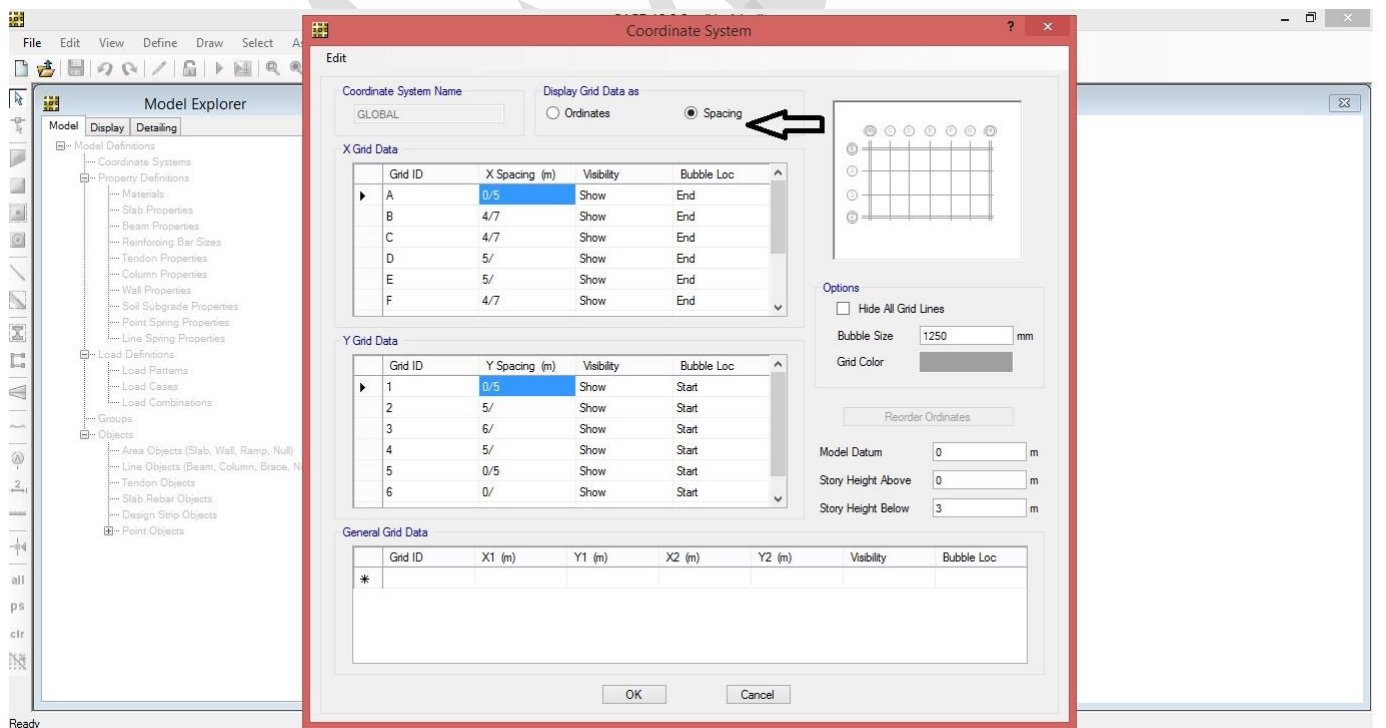 Coordinate System
?
File Edit View Define Draw Select
Edit
Model Explorer
Model Display Detailing
Model Definitions
Coordinate Systems
Property Definitions
Materials
Slab Properties
Beam Properties
Reinforcing Bar Sizes
Tendon Properties
Column Properties
Wall Properties
Soil Subgrade Properties
Point Spring Properties
Line Spring Properties
Load Definitions
Load Patterns
Load Cases
Load Combinations
Groups
Objects
Area Objects (Slab, Wall, Ramp, Null)
Line Objects (Beam, Column, Brace,
Tendon Objects
Slab Rebar Objects
Design Strip Objects
Point Objects
all
ps
clr
Ready
Coordinate System Name
GLOBAL
Display Grid Data as
Ordinates Spacing
X Grid Data
Grid ID X Spacing (m) Visibility Bubble Loc
A 0/5 Show End
B 4/7 Show End
C 4/7 Show End
D 5/ Show End
E 5/ Show End
F 4/7 Show End
Y Grid Data
Grid ID Y Spacing (m) Visibility Bubble Loc
1 0/5 Show Start
2 5/ Show Start
3 6/ Show Start
4 5/ Show Start
5 0/5 Show Start
6 0/ Show Start
General Grid Data
Grid ID X1 (m) Y1 (m) X2 (m) Y2 (m) Visibility Bubble Loc
Options
Hide All Grid Lines
Bubble Size 1250 mm
Grid Color
Reorder Ordinates
Model Datum 0 m
Story Height Above 0 m
Story Height Below 3 m
OK Cancel